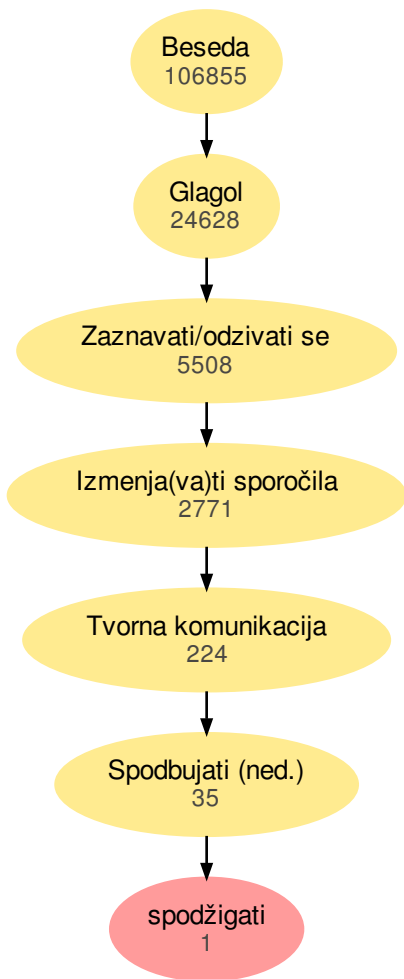 Beseda
106855
Glagol
24628
Zaznavati/odzivati se
5508
Izmenja(va)ti sporočila
2771
Tvorna komunikacija
224
Spodbujati (ned.)
35
spodžigati
1